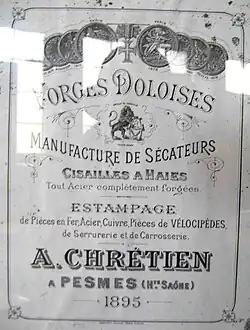 FORGES DOLOISES
MANUFACTURE DE SÉCATEURS
CISAILLES A HAIES
Tout Acier complètement forgées.
ESTAMPAGE
de Pièces en Fer, Acier, Cuivre, Pièces de VÉLOCIPÈDES,
de Serrurerie et de Carrosserie.
A. CHRÉTIEN
A PESMES (Hte SAÔNE)
1895